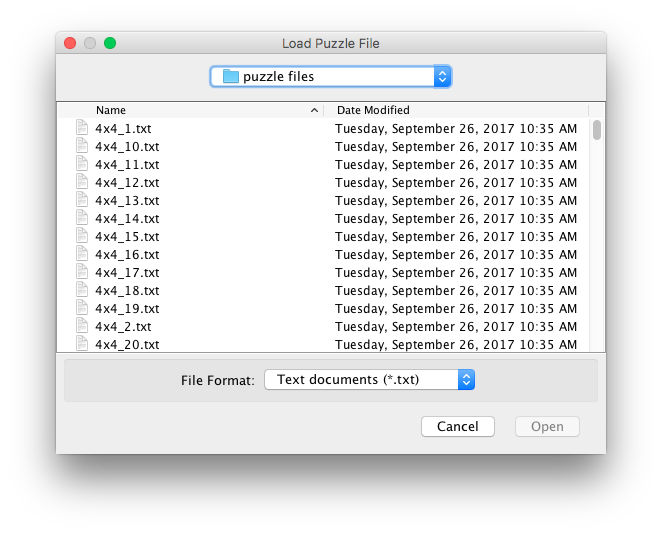 Load Puzzle File
puzzle files
Name Date Modified
4x4_1.txt Tuesday, September 26, 2017 10:35 AM
4x4_10.txt Tuesday, September 26, 2017 10:35 AM
4x4_11.txt Tuesday, September 26, 2017 10:35 AM
4x4_12.txt Tuesday, September 26, 2017 10:35 AM
4x4_13.txt Tuesday, September 26, 2017 10:35 AM
4x4_14.txt Tuesday, September 26, 2017 10:35 AM
4x4_15.txt Tuesday, September 26, 2017 10:35 AM
4x4_16.txt Tuesday, September 26, 2017 10:35 AM
4x4_17.txt Tuesday, September 26, 2017 10:35 AM
4x4_18.txt Tuesday, September 26, 2017 10:35 AM
4x4_19.txt Tuesday, September 26, 2017 10:35 AM
4x4_2.txt Tuesday, September 26, 2017 10:35 AM
4x4_20.txt Tuesday, September 26, 2017 10:35 AM
File Format: Text documents (*.txt)
Cancel Open